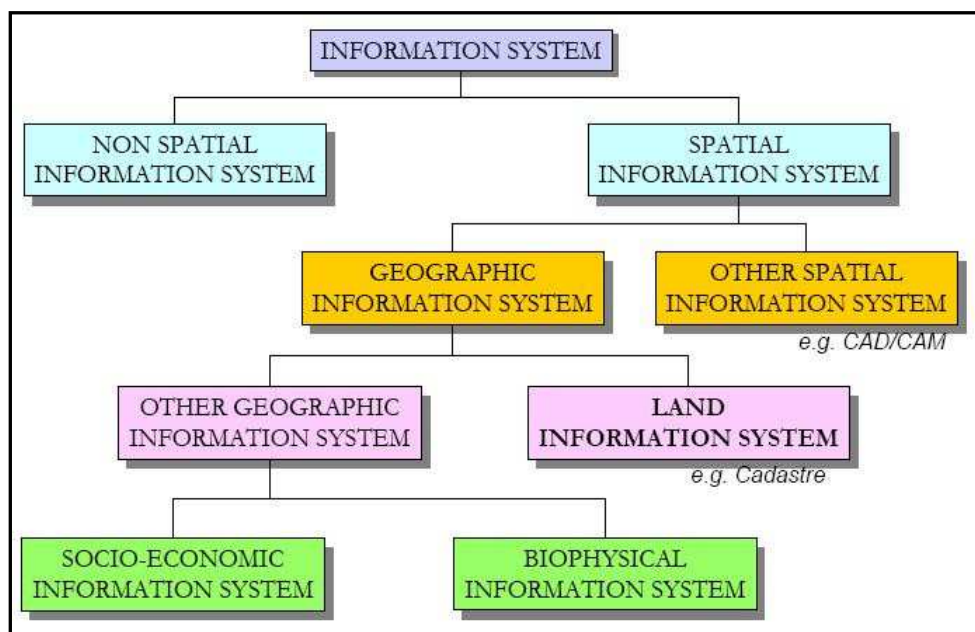 INFORMATION SYSTEM
NON SPATIAL
INFORMATION SYSTEM
SPATIAL
INFORMATION SYSTEM
GEOGRAPHIC
INFORMATION SYSTEM
OTHER SPATIAL
INFORMATION SYSTEM
e.g. CAD/CAM
OTHER GEOGRAPHIC
INFORMATION SYSTEM
LAND
INFORMATION SYSTEM
e.g. Cadastre
SOCIO-ECONOMIC
INFORMATION SYSTEM
BIOPHYSICAL
INFORMATION SYSTEM